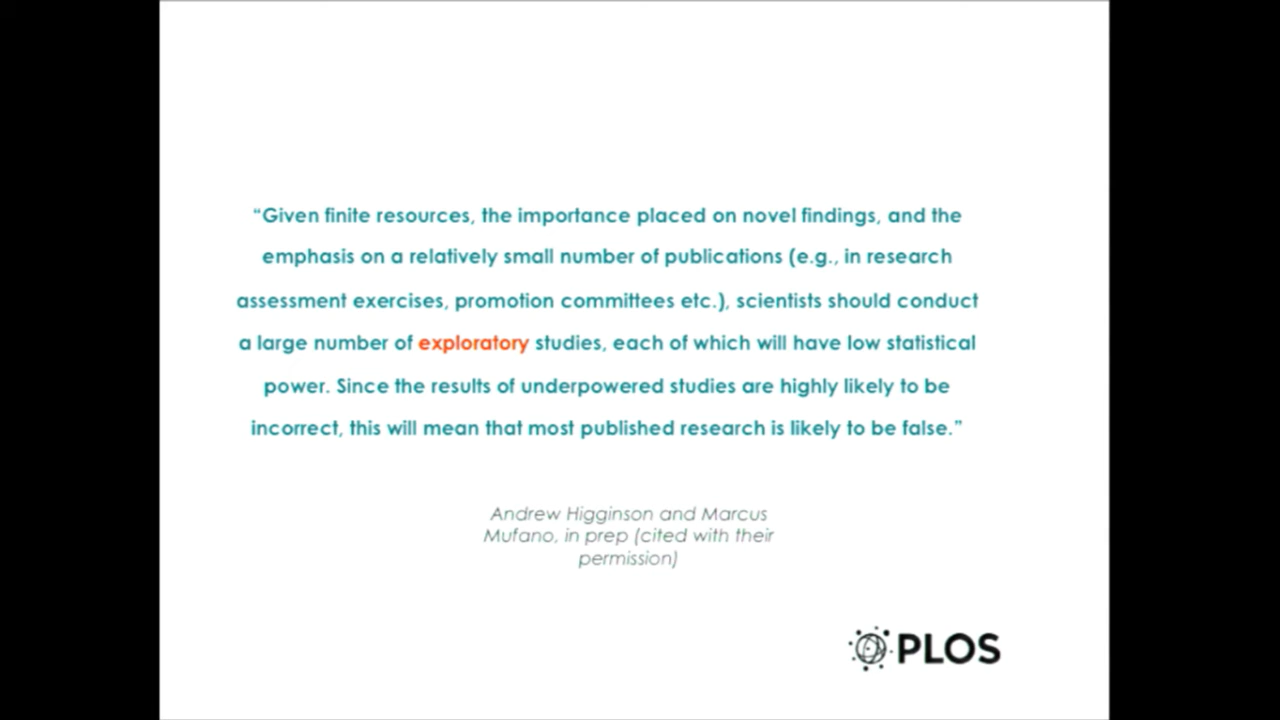 “Given finite resources, the importance placed on novel findings, and the
emphasis on a relatively small number of publications (e.g., in research
assessment exercises, promotion committees etc.), scientists should conduct
a large number of exploratory studies, each of which will have low statistical
power. Since the results of underpowered studies are highly likely to be
incorrect, this will mean that most published research is likely to be false.”
Andrew Higginson and Marcus
Mufano, in prep (cited with their
permission)
PLOS